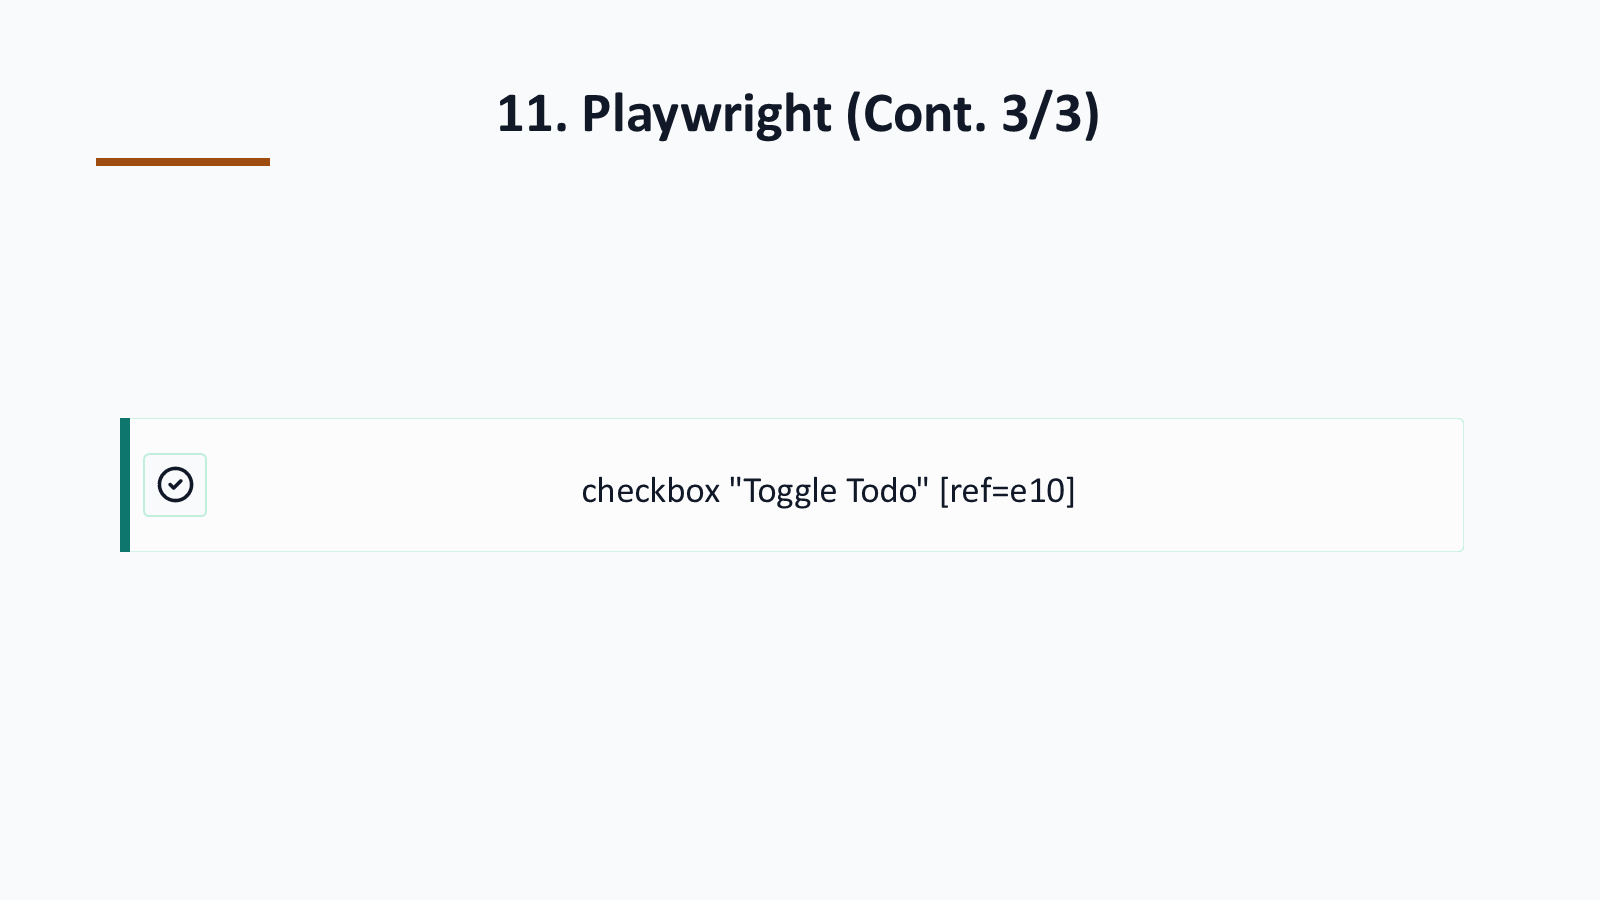 11. Playwright (Cont. 3/3)
checkbox "Toggle Todo" [ref=e10]